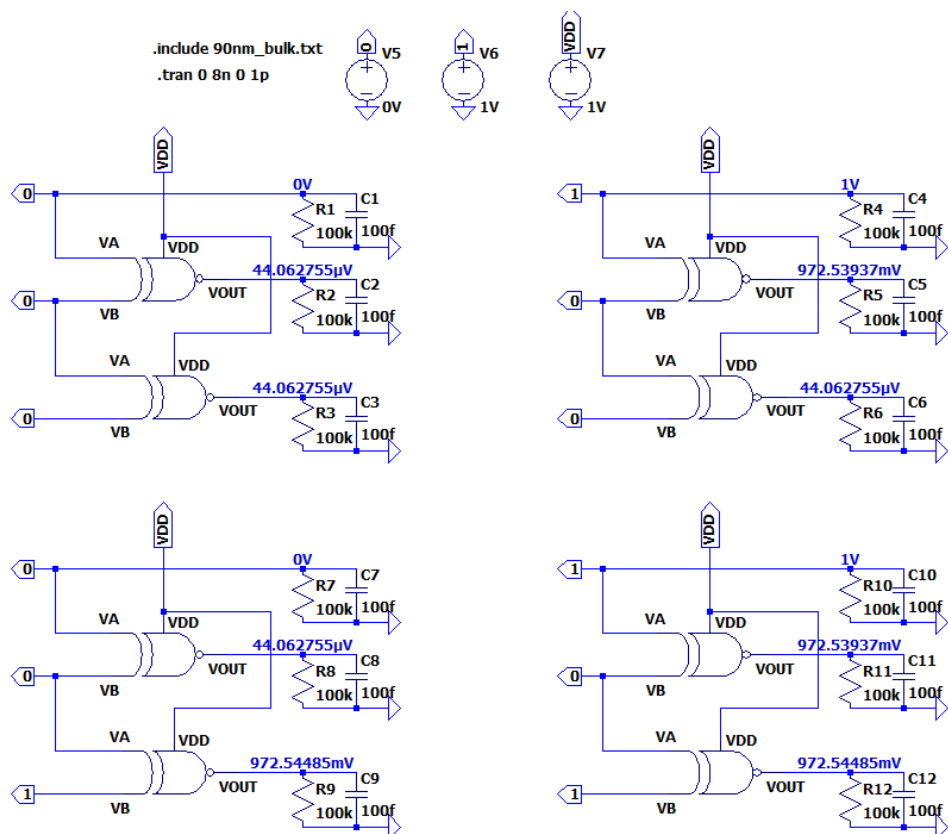 .include 90nm_bulk.txt
.tran 0 8n 0 1p
0
V5
0V
1
V6
1V
VDD
V7
1V
VDD
0
0V
R1
100k
C1
100f
VA
VDD
44.062755µV
VOUT
R2
100k
C2
100f
0
VB
VA
VDD
44.062755µV
VOUT
R3
100k
C3
100f
0
VB
VDD
1
1V
R4
100k
C4
100f
VA
VDD
972.53937mV
VOUT
R5
100k
C5
100f
0
VB
VA
VDD
44.062755µV
VOUT
R6
100k
C6
100f
0
VB
VDD
0
0V
R7
100k
C7
100f
VA
VDD
44.062755µV
VOUT
R8
100k
C8
100f
0
VB
VA
VDD
972.54485mV
VOUT
R9
100k
C9
100f
1
VB
VDD
1
1V
R10
100k
C10
100f
VA
VDD
972.53937mV
VOUT
R11
100k
C11
100f
0
VB
VA
VDD
972.54485mV
VOUT
R12
100k
C12
100f
1
VB